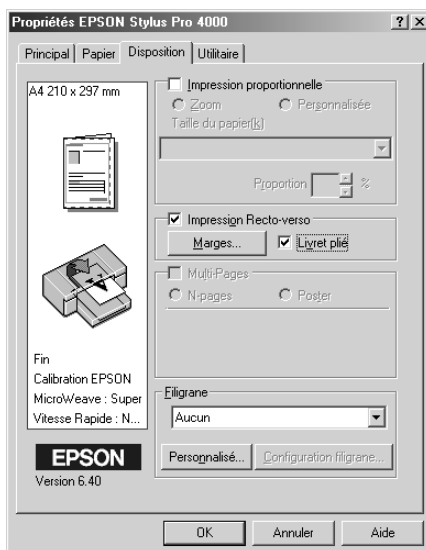 Propriétés EPSON Stylus Pro 4000
Principal Papier Disposition Utilitaire
A4 210 x 297 mm
Impression proportionnelle
Zoom Personnalisée
Taille du papier(k)
Proportion %
Impression Recto-verso
Marges... Livret plié
Multi-Pages
N-pages Poster
Fin
Calibration EPSON
MicroWeave : Super
Vitesse Rapide : N...
Filigrane
Aucun
Personnalisé... Configuration filigrane...
EPSON
Version 6.40
OK Annuler Aide